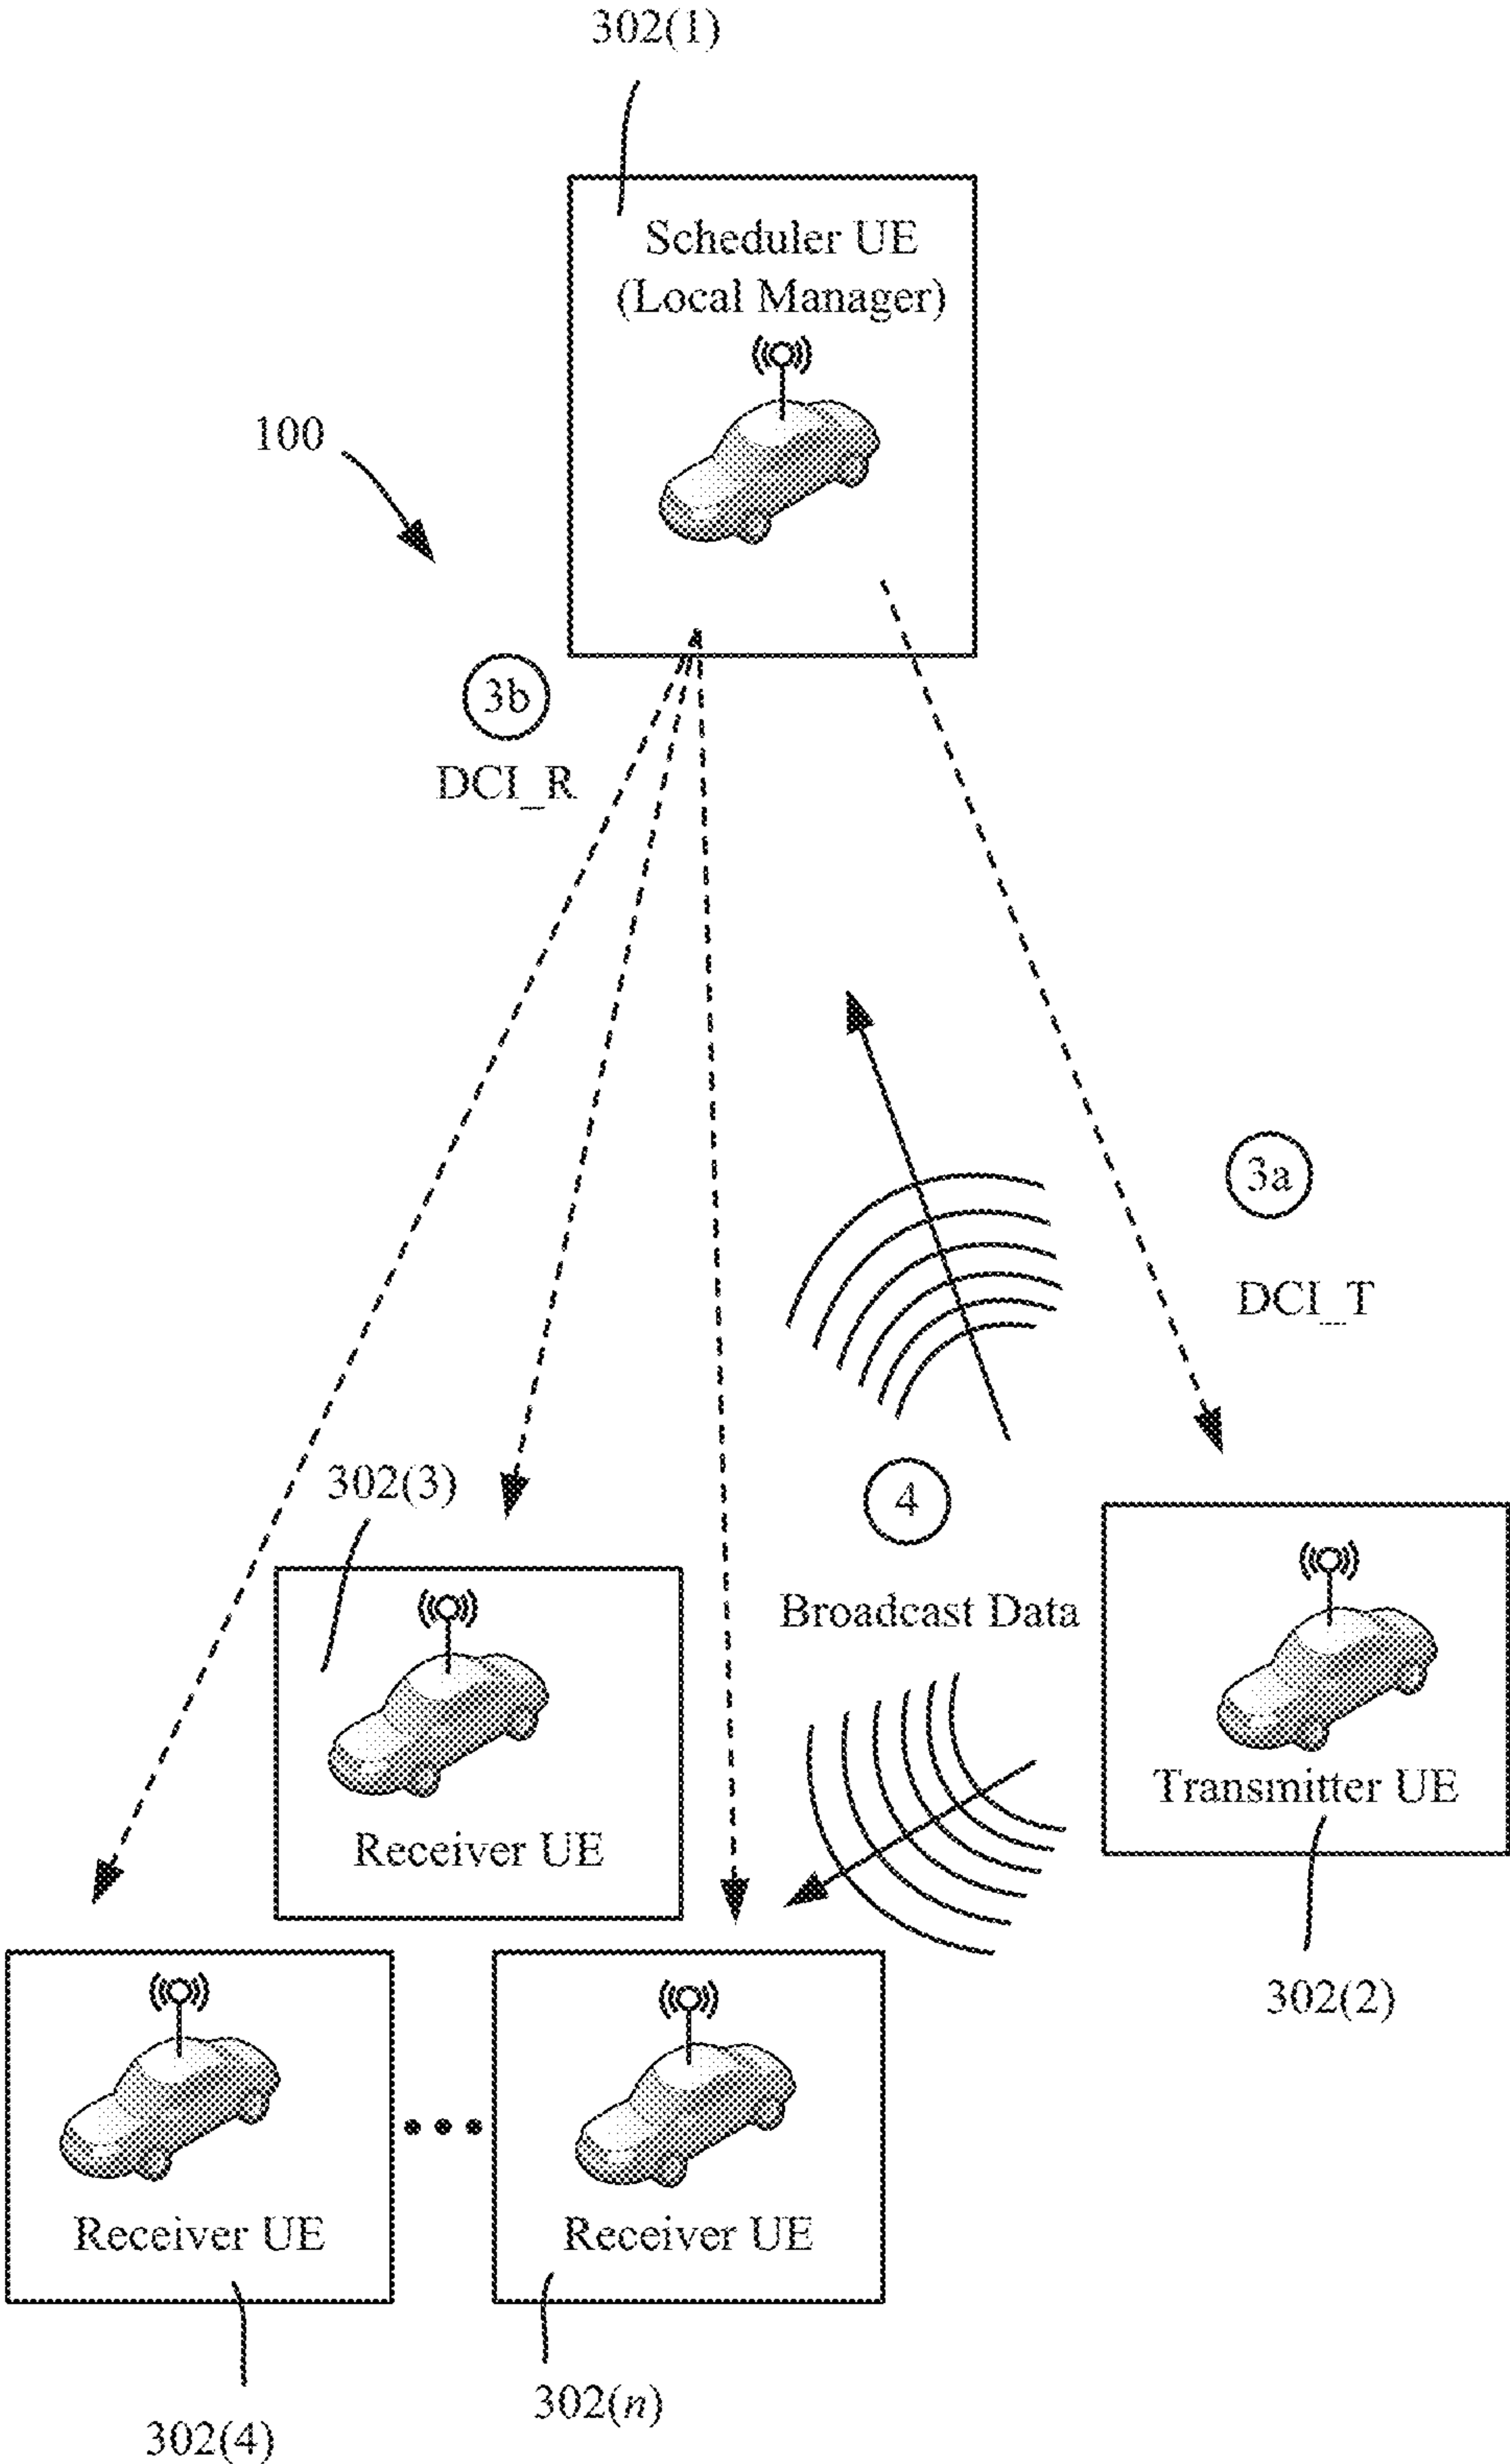 302(1)
Scheduler UE
(Local Manager)
100
3b
DCI_R
3a
DCI_T
302(3)
4
Broadcast Data
Receiver UE
Transmitter UE
302(2)
Receiver UE
Receiver UE
302(n)
302(4)